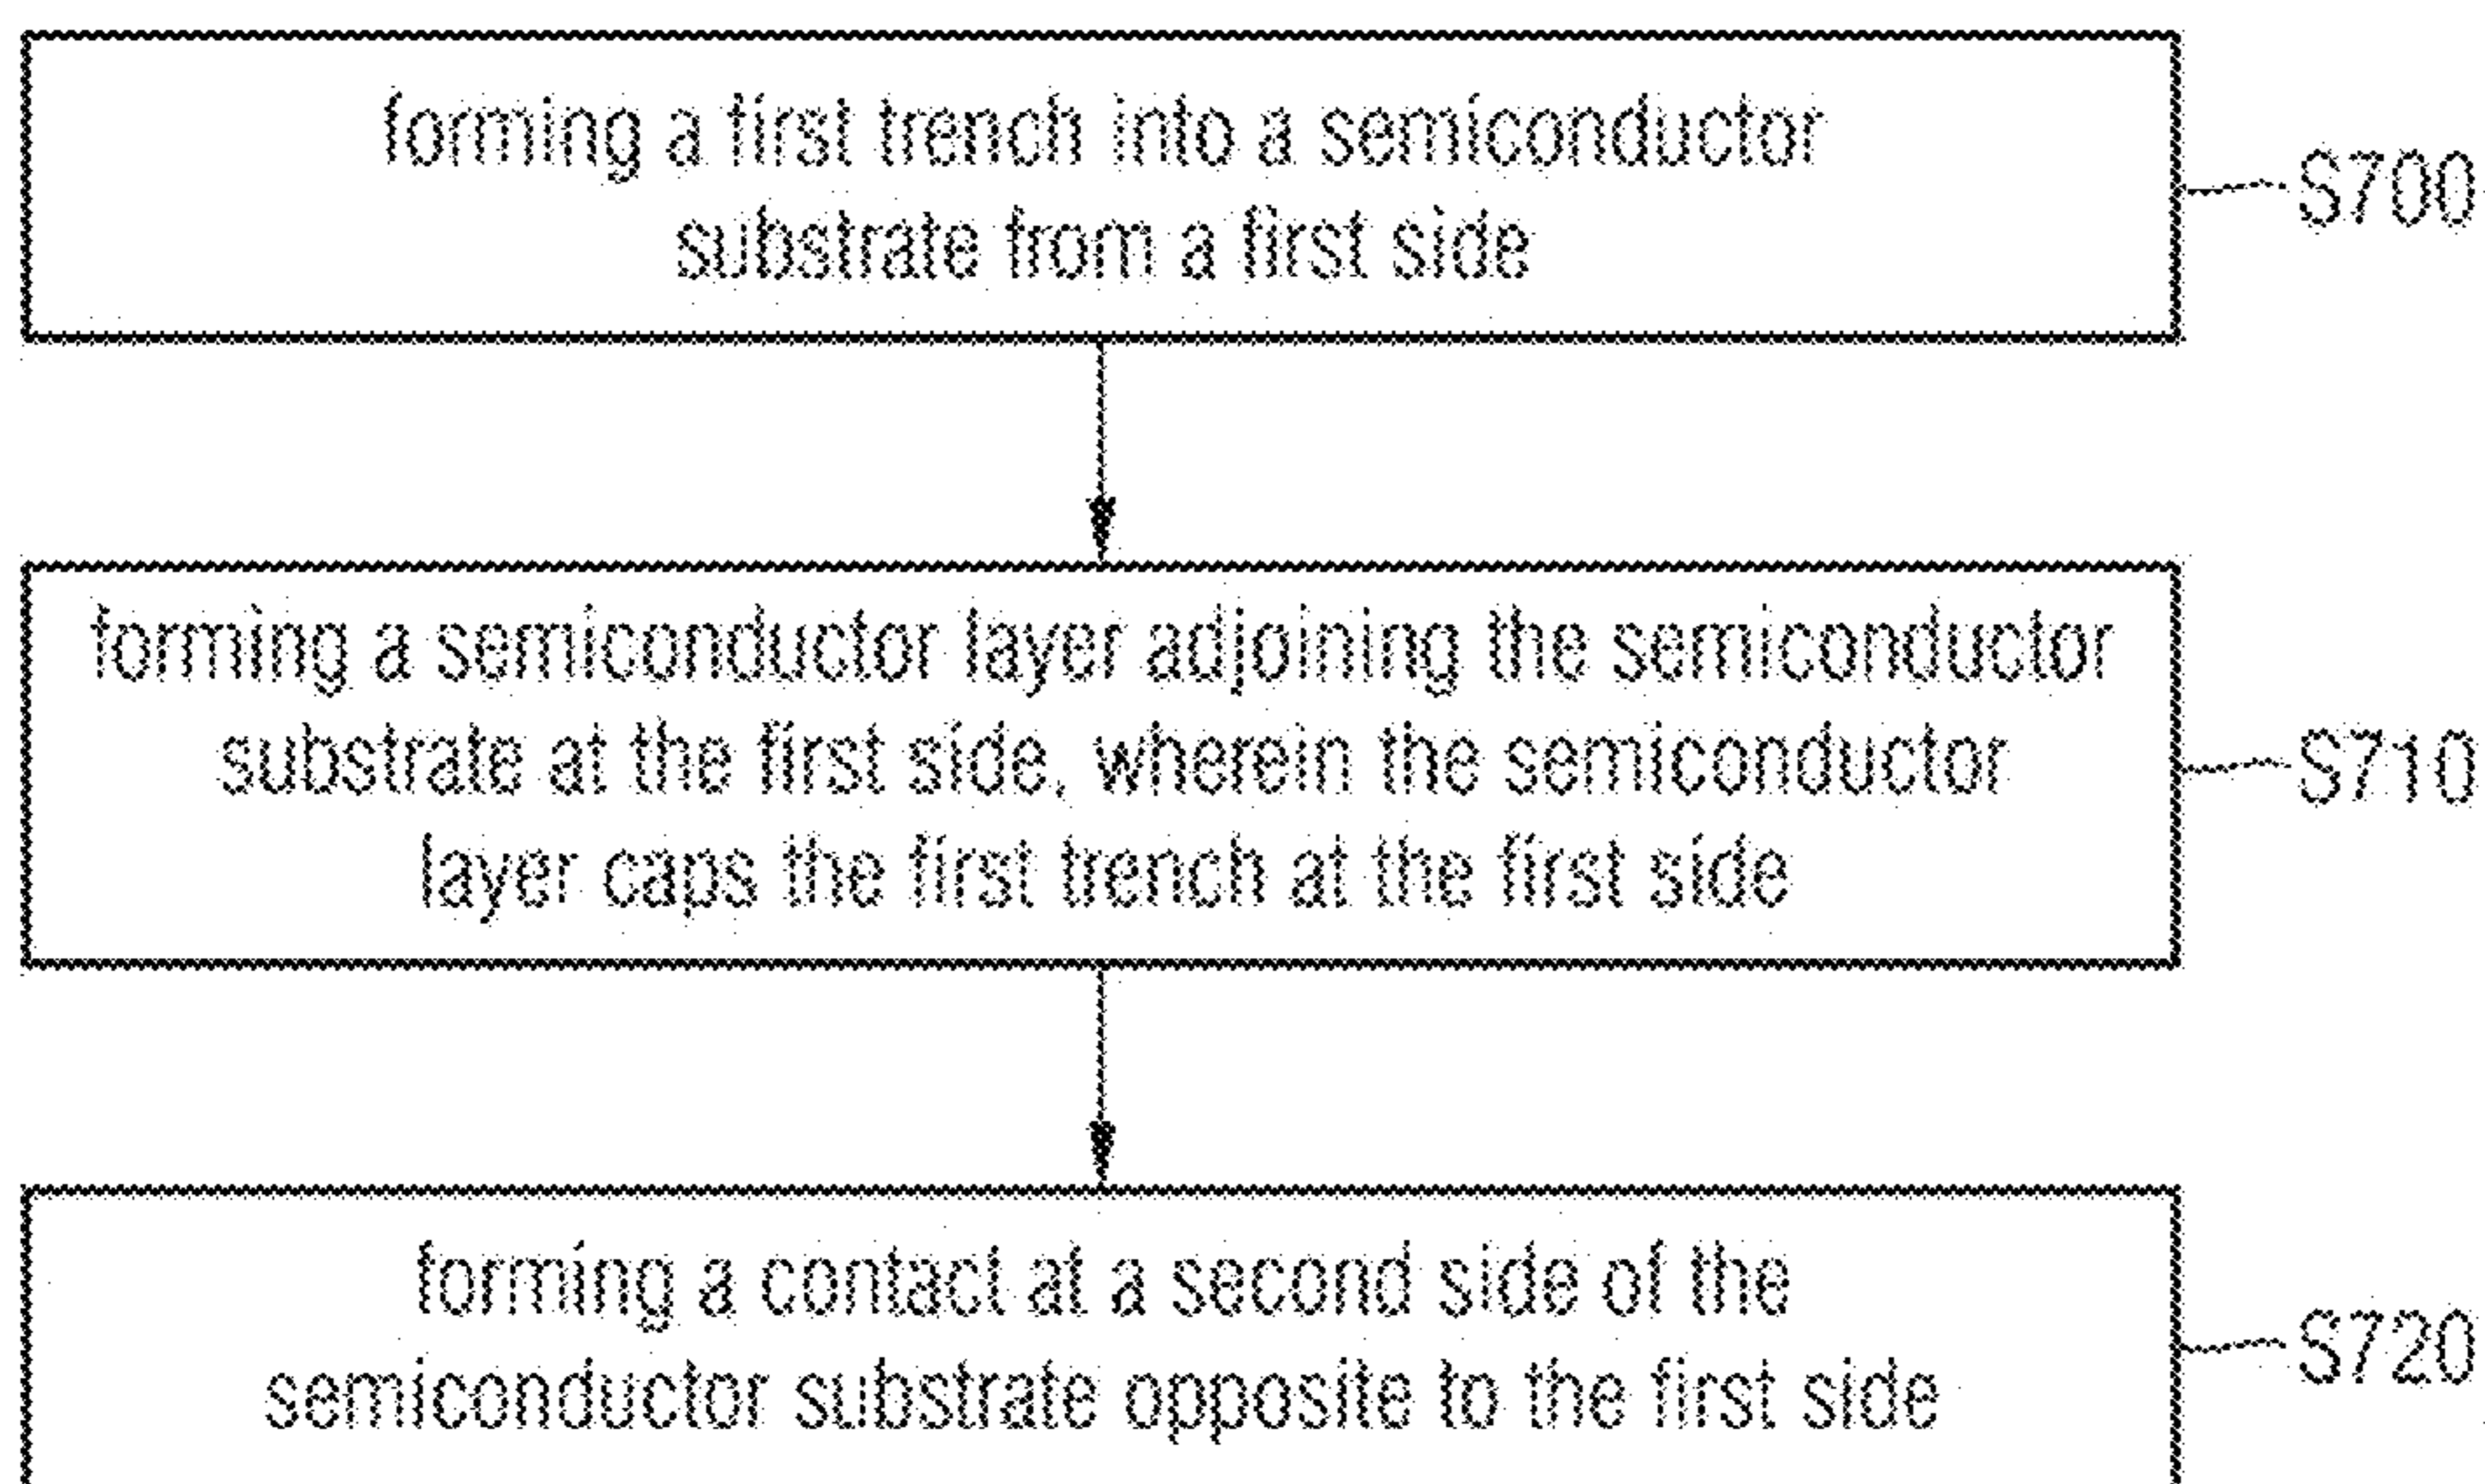 forming a first trench into a semiconductor
substrate from a first side
S700
forming a semiconductor layer adjoining the semiconductor
substrate at the first side, wherein the semiconductor
layer caps the first trench at the first side
S710
forming a contact at a second side of the
semiconductor substrate opposite to the first side
S720